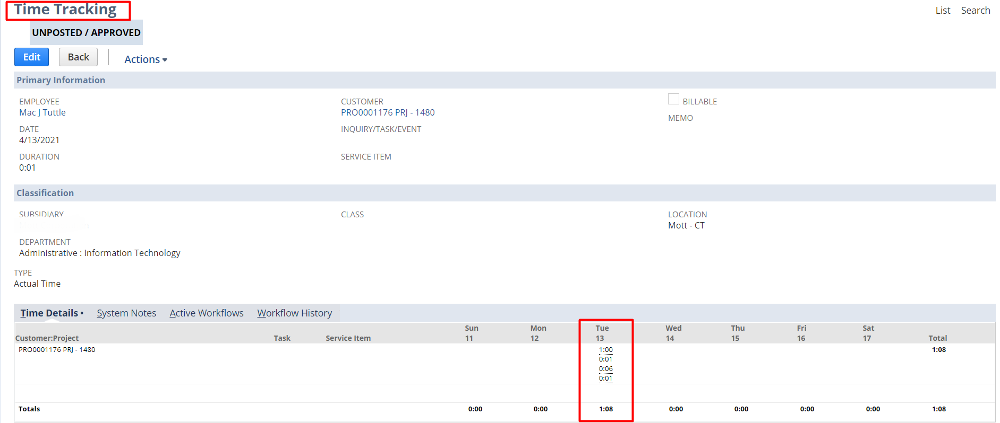 Time Tracking
List Search
UNPOSTED / APPROVED
Edit Back Actions
Primary Information
EMPLOYEE CUSTOMER BILLABLE
Mac J Tuttle PRO0001176 PRJ - 1480
MEMO
DATE INQUIRY/TASK/EVENT
4/13/2021
DURATION SERVICE ITEM
0:01
Classification
SUBSIDIARY CLASS LOCATION
Mott - CT
DEPARTMENT
Administrative : Information Technology
TYPE
Actual Time
Time Details • System Notes Active Workflows Workflow History
Sun Mon Tue Wed Thu Fri Sat
Customer:Project Task Service Item 11 12 13 14 15 16 17 Total
PRO0001176 PRJ - 1480 1:00 1:08
0:01
0:06
0:01
Totals 0:00 0:00 1:08 0:00 0:00 0:00 0:00 1:08